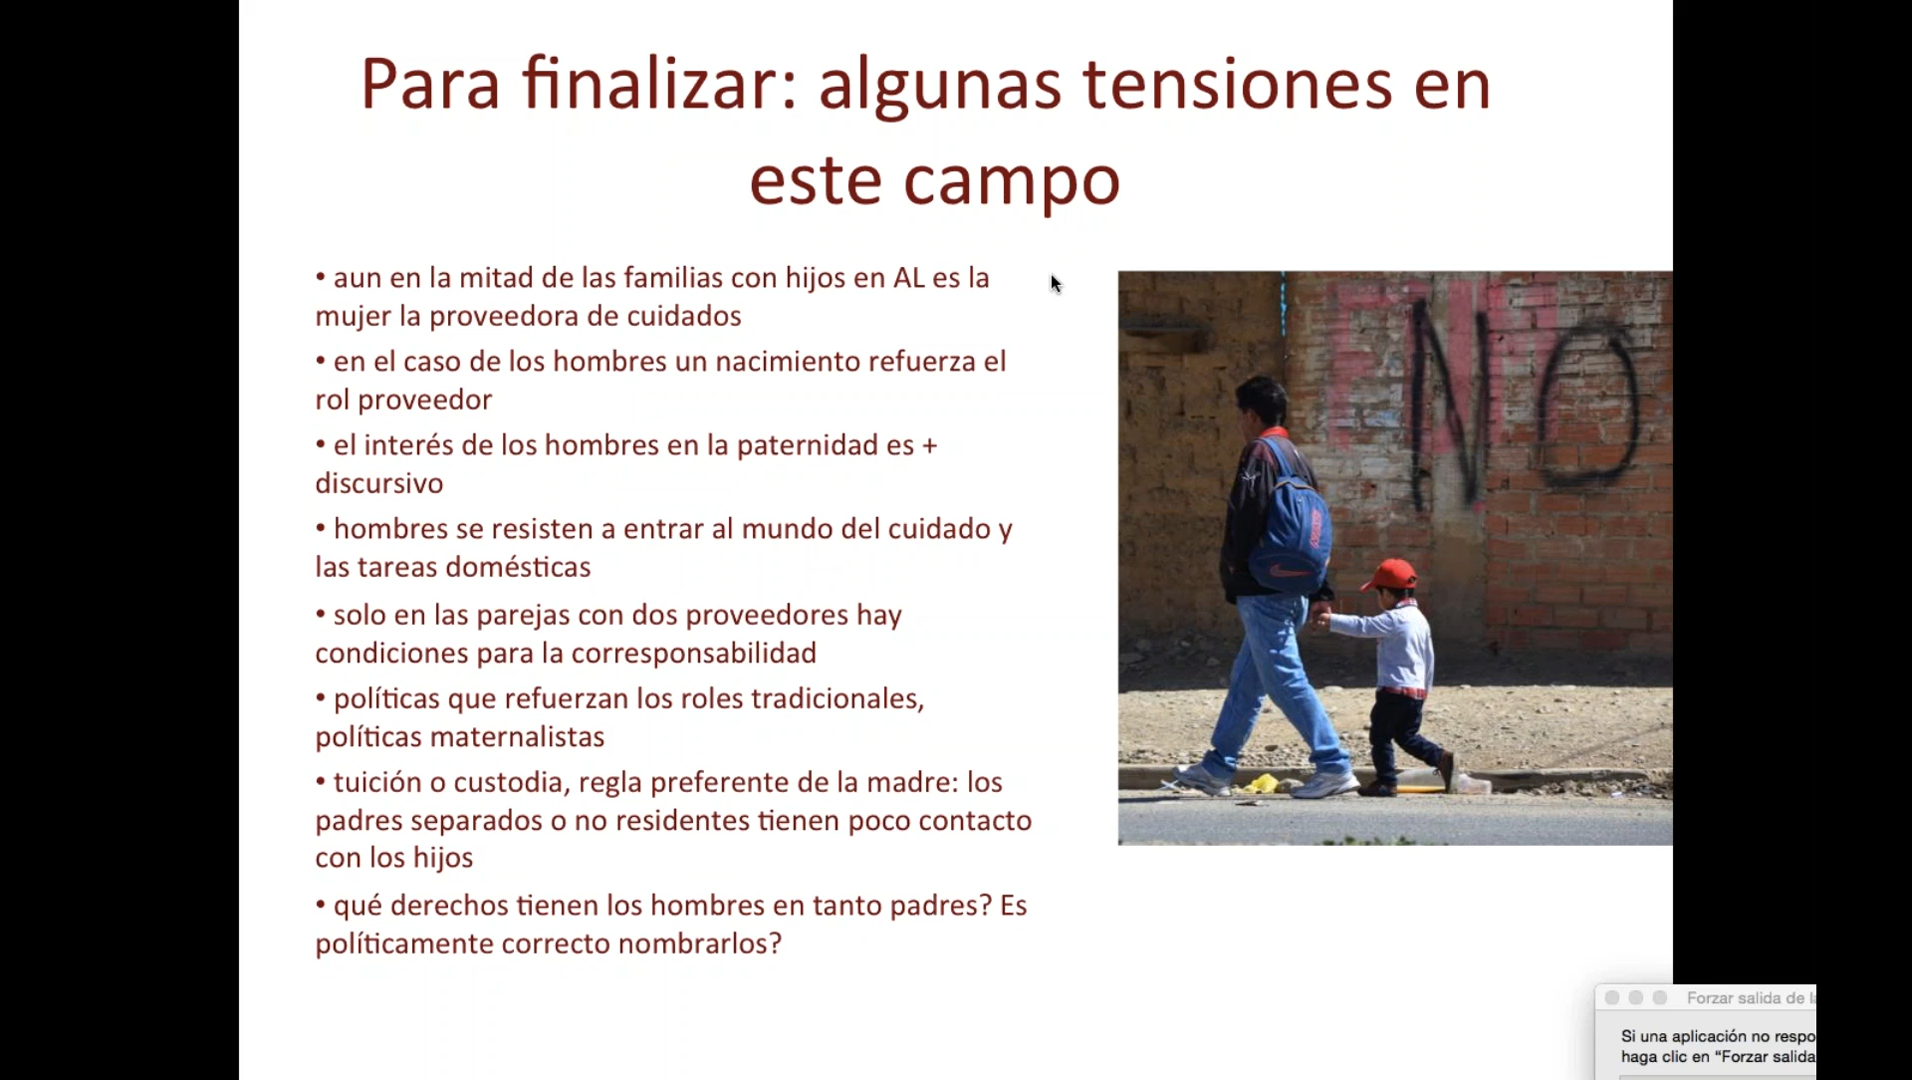 Para finalizar: algunas tensiones en
este campo
• aun en la mitad de las familias con hijos en AL es la
mujer la proveedora de cuidados
• en el caso de los hombres un nacimiento refuerza el
rol proveedor
• el interés de los hombres en la paternidad es +
discursivo
• hombres se resisten a entrar al mundo del cuidado y
las tareas domésticas
• solo en las parejas con dos proveedores hay
condiciones para la corresponsabilidad
• políticas que refuerzan los roles tradicionales,
políticas maternalistas
• tuición o custodia, regla preferente de la madre: los
padres separados o no residentes tienen poco contacto
con los hijos
• qué derechos tienen los hombres en tanto padres? Es
políticamente correcto nombrarlos?
NO
Forzar salida de
Si una aplicación no respo
haga clic en “Forzar salida